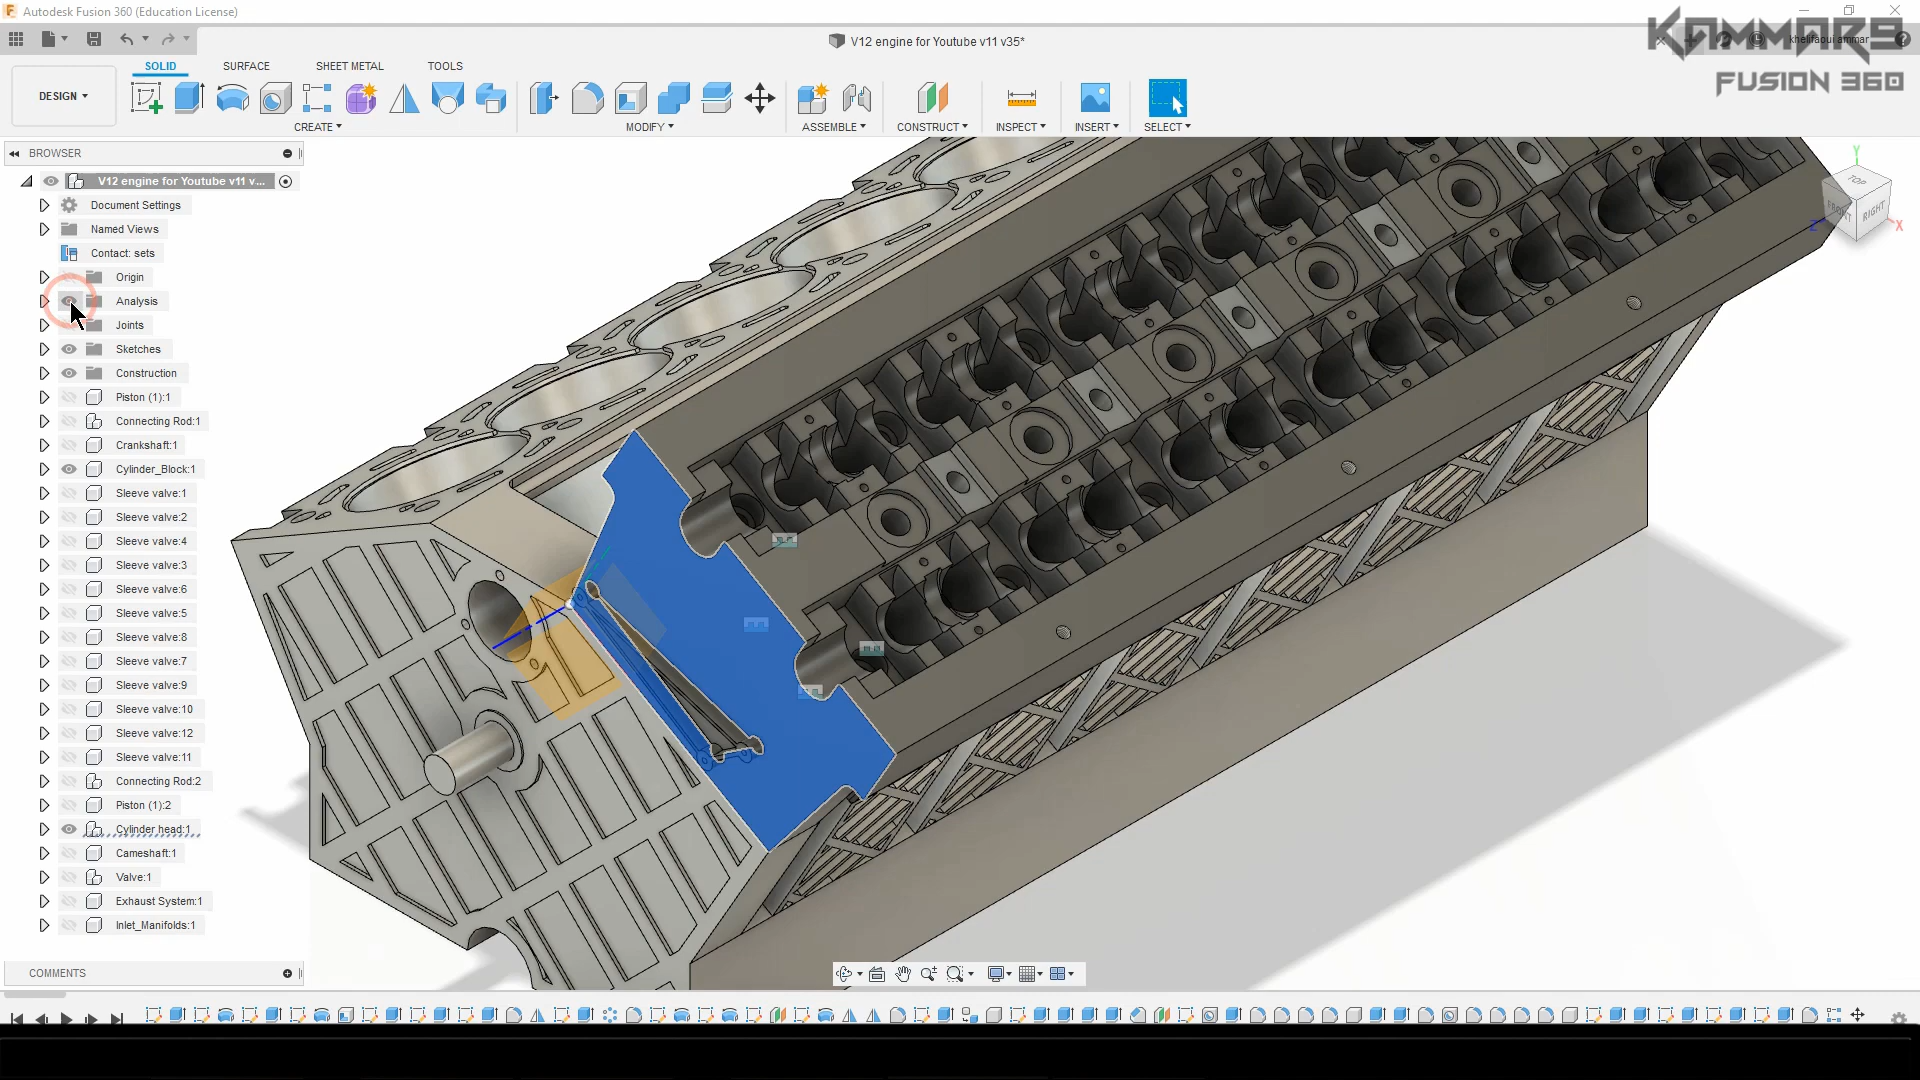 Autodesk Fusion 360 (Education License)
V12 engine for Youtube v11 v35*
khelifaoui ammar
KAMMAR9
FUSION 360
SOLID
SURFACE
SHEET METAL
TOOLS
DESIGN
CREATE
MODIFY
ASSEMBLE
CONSTRUCT
INSPECT
INSERT
SELECT
BROWSER
V12 engine for Youtube v11 v...
Document Settings
Named Views
Contact: sets
Origin
Analysis
Joints
Sketches
Construction
Piston (1):1
Connecting Rod:1
Crankshaft:1
Cylinder_Block:1
Sleeve valve:1
Sleeve valve:2
Sleeve valve:4
Sleeve valve:3
Sleeve valve:6
Sleeve valve:5
Sleeve valve:8
Sleeve valve:7
Sleeve valve:9
Sleeve valve:10
Sleeve valve:12
Sleeve valve:11
Connecting Rod:2
Piston (1):2
Cylinder head:1
Cameshaft:1
Valve:1
Exhaust System:1
Inlet_Manifolds:1
COMMENTS
Y
TOP
FRONT
RIGHT
Z
X